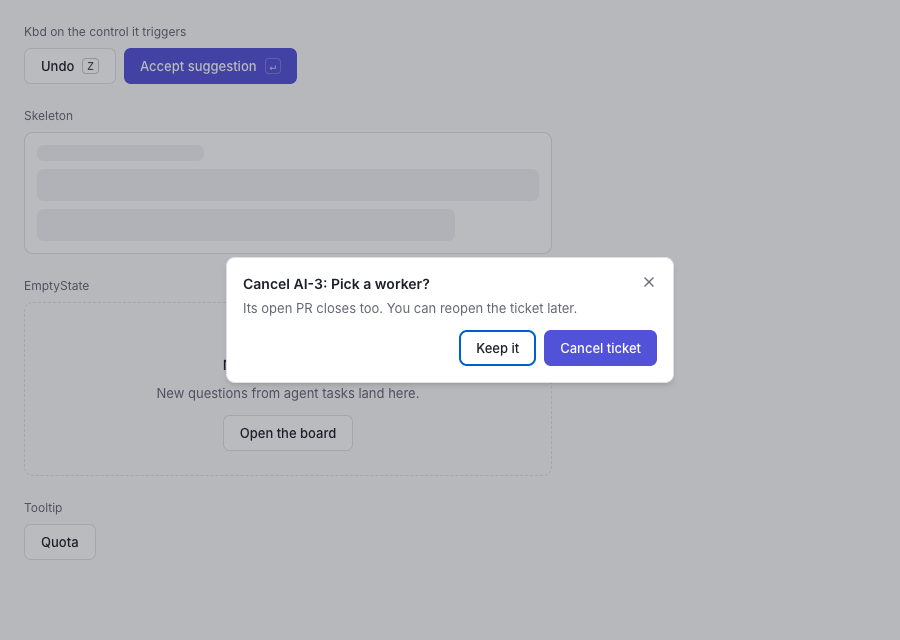 Kbd on the control it triggers
Undo Z Accept suggestion ↵
Skeleton
EmptyState
Cancel AI-3: Pick a worker?
Its open PR closes too. You can reopen the ticket later.
Keep it Cancel ticket
New questions from agent tasks land here.
Open the board
Tooltip
Quota